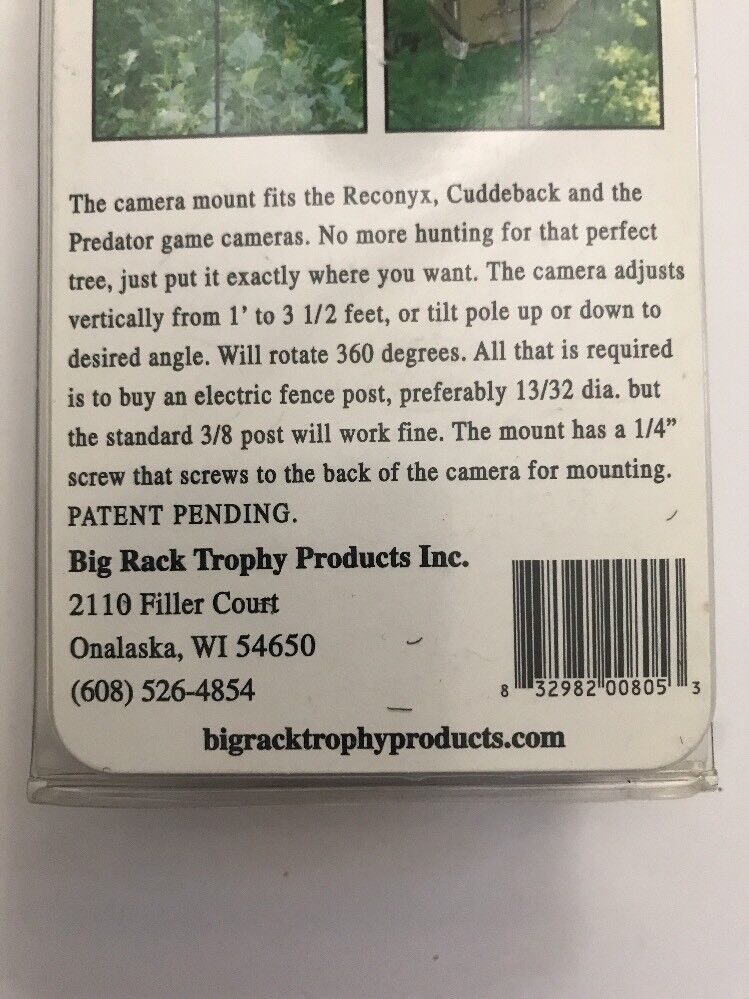 The camera mount fits the Reconyx, Cuddeback and the
Predator game cameras. No more hunting for that perfect
tree, just put it exactly where you want. The camera adjusts
vertically from 1' to 3 1/2 feet, or tilt pole up or down to
desired angle. Will rotate 360 degrees. All that is required
is to buy an electric fence post, preferably 13/32 dia. but
the standard 3/8 post will work fine. The mount has a 1/4”
screw that screws to the back of the camera for mounting.
PATENT PENDING.
Big Rack Trophy Products Inc.
2110 Filler Court
Onalaska, WI 54650
(608) 526-4854
8 32982 00805 3
bigracktrophyproducts.com